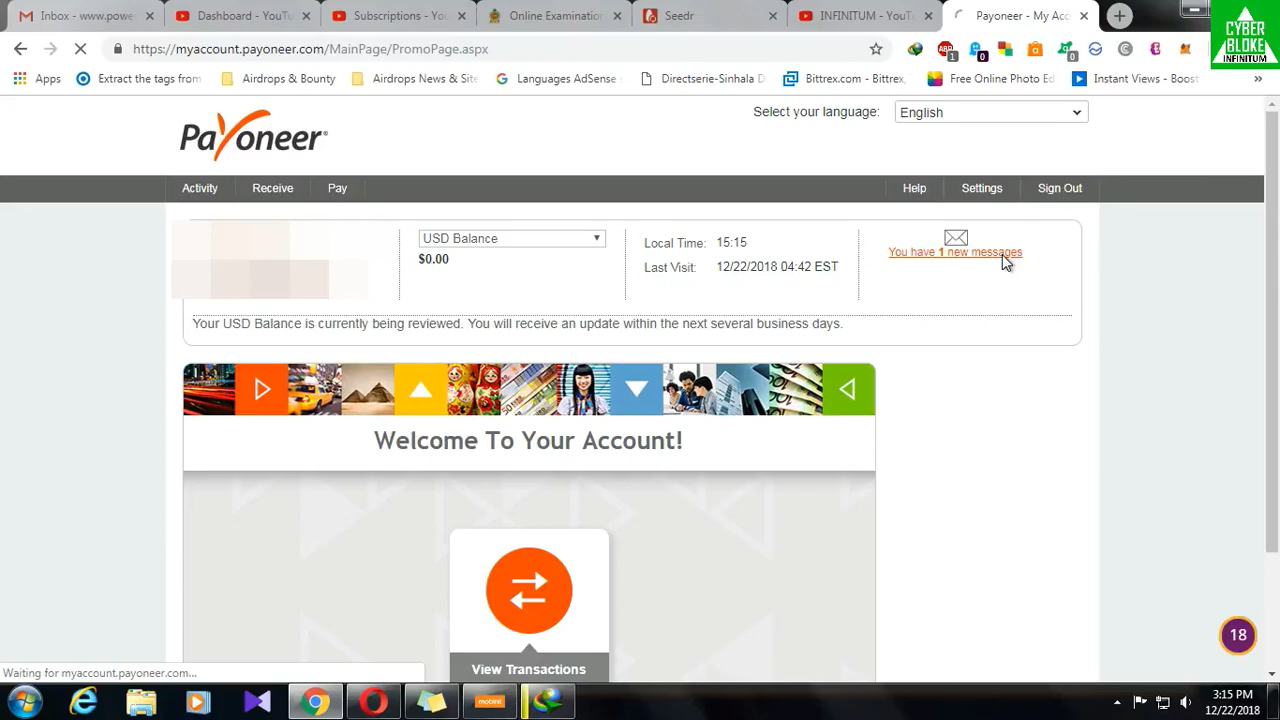 Inbox - www.powe
Dashboard - YouTu
Subscriptions - You
Online Examination
Seedr
INFINITUM - YouTu
Payoneer - My Acc
CYBER
BLOKE
INFINITUM
https://myaccount.payoneer.com/MainPage/PromoPage.aspx
1
0
0
Apps
Extract the tags from
Airdrops & Bounty
Airdrops News & Site
Languages AdSense
Directserie-Sinhala D
Bittrex.com - Bittrex,
Free Online Photo Ed
Instant Views - Boost
»
Payoneer
Select your language:
English
Activity
Receive
Pay
Help
Settings
Sign Out
USD Balance
$0.00
Local Time: 15:15
Last Visit: 12/22/2018 04:42 EST
You have 1 new messages
Your USD Balance is currently being reviewed. You will receive an update within the next several business days.
Welcome To Your Account!
View Transactions
18
Waiting for myaccount.payoneer.com...
mobinil
3:15 PM
12/22/2018